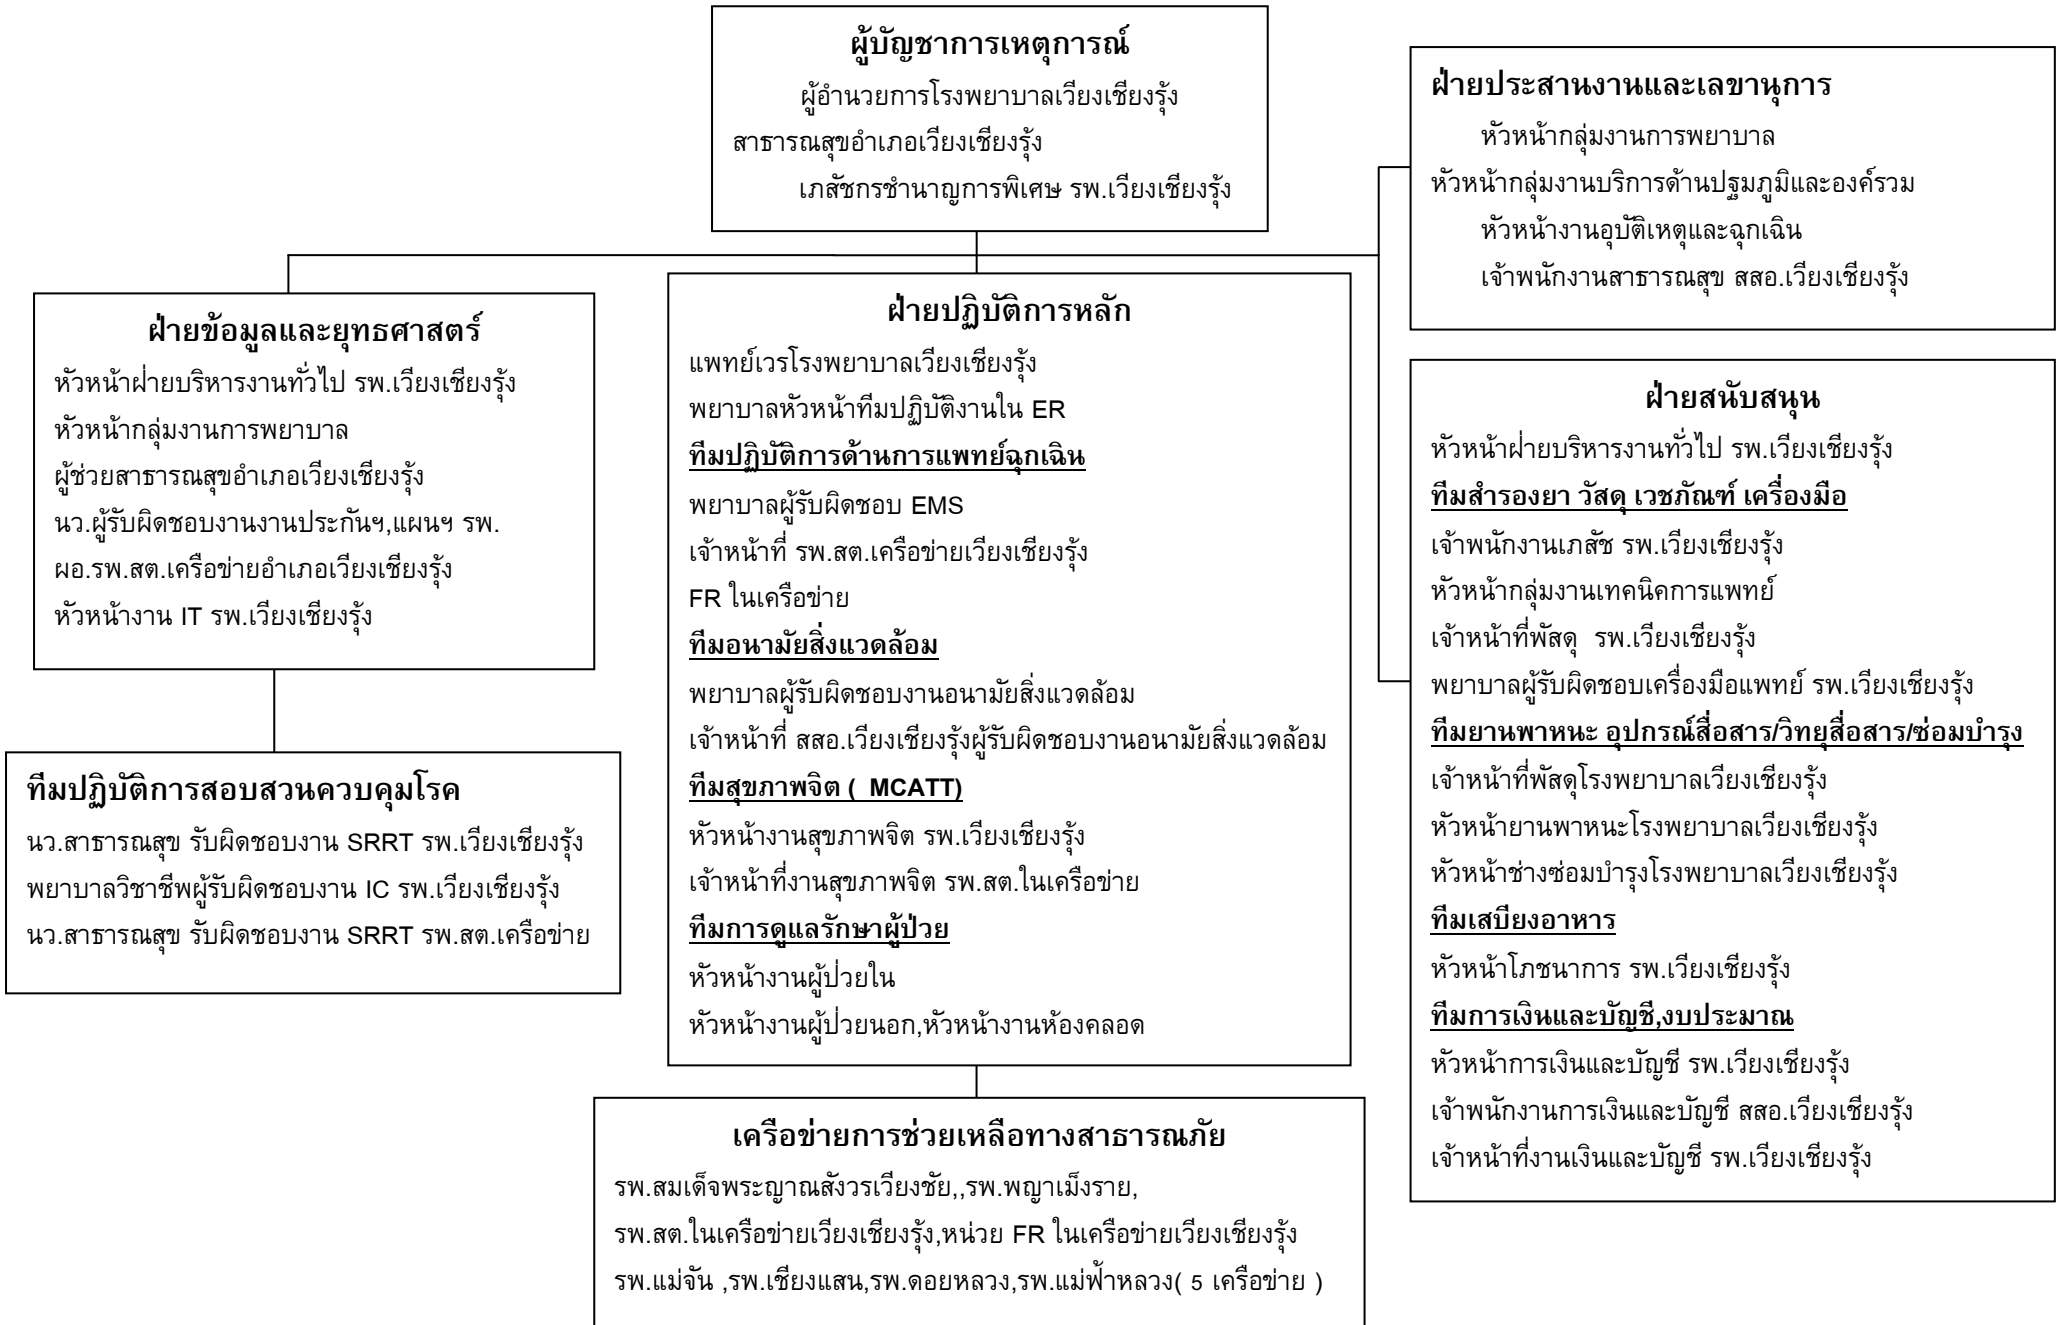 ผู้บัญชาการเหตุการณ์
ผู้อำนวยการโรงพยาบาลเวียงเชียงรุ้ง
สาธารณสุขอำเภอเวียงเชียงรุ้ง
เภสัชกรชำนาญการพิเศษ รพ.เวียงเชียงรุ้ง
ฝ่ายประสานงานและเลขานุการ
หัวหน้ากลุ่มงานการพยาบาล
หัวหน้ากลุ่มงานบริการด้านปฐมภูมิและองค์รวม
หัวหน้างานอุบัติเหตุและฉุกเฉิน
เจ้าพนักงานสาธารณสุข สสอ.เวียงเชียงรุ้ง
ฝ่ายข้อมูลและยุทธศาสตร์
หัวหน้าฝ่ายบริหารงานทั่วไป รพ.เวียงเชียงรุ้ง
หัวหน้ากลุ่มงานการพยาบาล
ผู้ช่วยสาธารณสุขอำเภอเวียงเชียงรุ้ง
นว.ผู้รับผิดชอบงานงานประกันฯ,แผนฯ รพ.
ผอ.รพ.สต.เครือข่ายอำเภอเวียงเชียงรุ้ง
หัวหน้างาน IT รพ.เวียงเชียงรุ้ง
ทีมปฏิบัติการสอบสวนควบคุมโรค
นว.สาธารณสุข รับผิดชอบงาน SRRT รพ.เวียงเชียงรุ้ง
พยาบาลวิชาชีพผู้รับผิดชอบงาน IC รพ.เวียงเชียงรุ้ง
นว.สาธารณสุข รับผิดชอบงาน SRRT รพ.สต.เครือข่าย
ฝ่ายปฏิบัติการหลัก
แพทย์เวรโรงพยาบาลเวียงเชียงรุ้ง
พยาบาลหัวหน้าทีมปฏิบัติงานใน ER
ทีมปฏิบัติการด้านการแพทย์ฉุกเฉิน
พยาบาลผู้รับผิดชอบ EMS
เจ้าหน้าที่ รพ.สต.เครือข่ายเวียงเชียงรุ้ง
FR ในเครือข่าย
ทีมอนามัยสิ่งแวดล้อม
พยาบาลผู้รับผิดชอบงานอนามัยสิ่งแวดล้อม
เจ้าหน้าที่ สสอ.เวียงเชียงรุ้งผู้รับผิดชอบงานอนามัยสิ่งแวดล้อม
ทีมสุขภาพจิต ( MCATT)
หัวหน้างานสุขภาพจิต รพ.เวียงเชียงรุ้ง
เจ้าหน้าที่งานสุขภาพจิต รพ.สต.ในเครือข่าย
ทีมการดูแลรักษาผู้ป่วย
หัวหน้างานผู้ป่วยใน
หัวหน้างานผู้ป่วยนอก,หัวหน้างานห้องคลอด
ฝ่ายสนับสนุน
หัวหน้าฝ่ายบริหารงานทั่วไป รพ.เวียงเชียงรุ้ง
ทีมสำรองยา วัสดุ เวชภัณฑ์ เครื่องมือ
เจ้าพนักงานเภสัช รพ.เวียงเชียงรุ้ง
หัวหน้ากลุ่มงานเทคนิคการแพทย์
เจ้าหน้าที่พัสดุ รพ.เวียงเชียงรุ้ง
พยาบาลผู้รับผิดชอบเครื่องมือแพทย์ รพ.เวียงเชียงรุ้ง
ทีมยานพาหนะ อุปกรณ์สื่อสาร/วิทยุสื่อสาร/ซ่อมบำรุง
เจ้าหน้าที่พัสดุโรงพยาบาลเวียงเชียงรุ้ง
หัวหน้ายานพาหนะโรงพยาบาลเวียงเชียงรุ้ง
หัวหน้าช่างซ่อมบำรุงโรงพยาบาลเวียงเชียงรุ้ง
ทีมเสบียงอาหาร
หัวหน้าโภชนาการ รพ.เวียงเชียงรุ้ง
ทีมการเงินและบัญชี,งบประมาณ
หัวหน้าการเงินและบัญชี รพ.เวียงเชียงรุ้ง
เจ้าพนักงานการเงินและบัญชี สสอ.เวียงเชียงรุ้ง
เจ้าหน้าที่งานเงินและบัญชี รพ.เวียงเชียงรุ้ง
เครือข่ายการช่วยเหลือทางสาธารณภัย
รพ.สมเด็จพระญาณสังวรเวียงชัย,,รพ.พญาเม็งราย,
รพ.สต.ในเครือข่ายเวียงเชียงรุ้ง,หน่วย FR ในเครือข่ายเวียงเชียงรุ้ง
รพ.แม่จัน ,รพ.เชียงแสน,รพ.ดอยหลวง,รพ.แม่ฟ้าหลวง( 5 เครือข่าย )